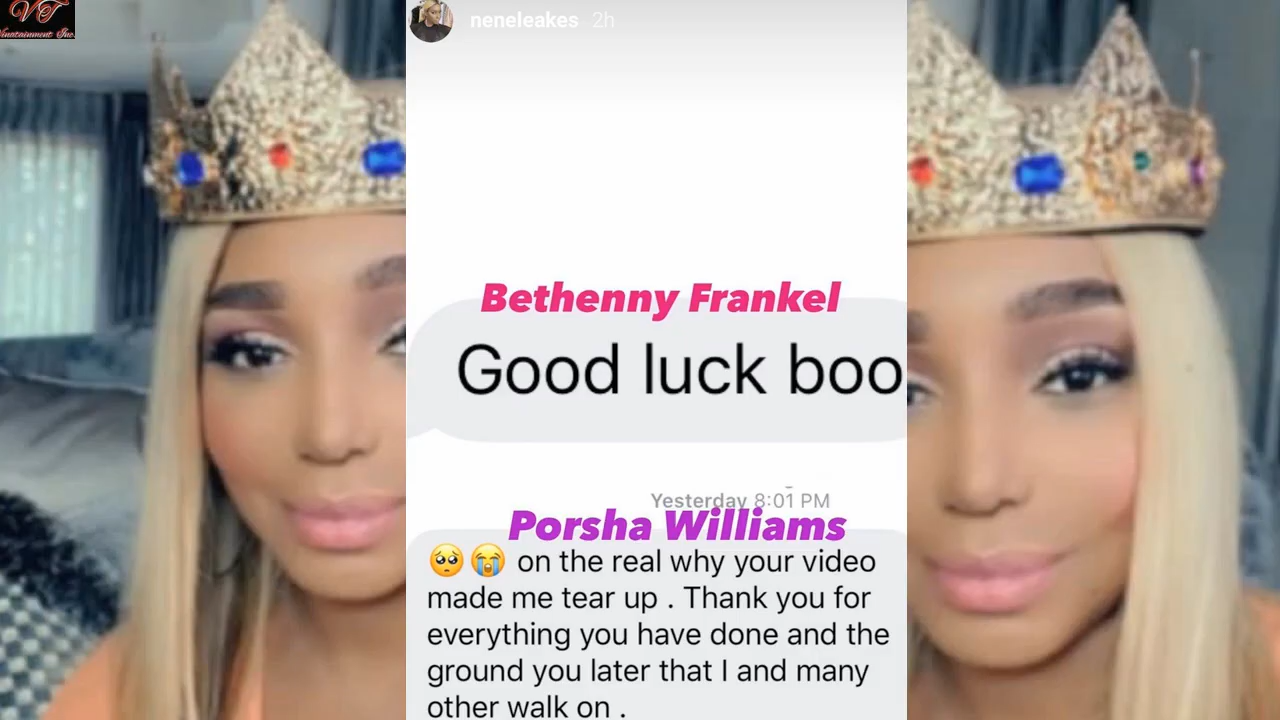 VT
neneleakes 2h
Bethenny Frankel
Good luck boo
Yesterday 8:01 PM
Porsha Williams
🥺😭 on the real why your video
made me tear up . Thank you for
everything you have done and the
ground you later that I and many
other walk on .